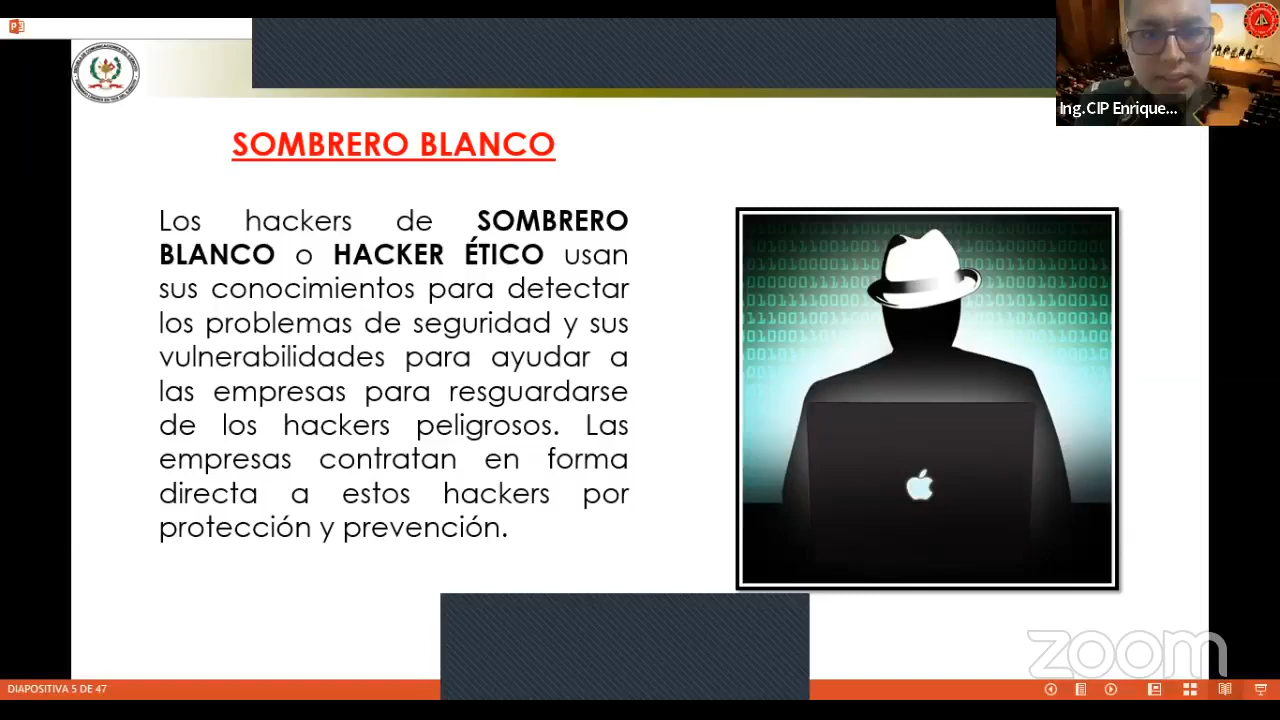 Ing.CIP Enrique...
SOMBRERO BLANCO
Los hackers de SOMBRERO
BLANCO o HACKER ÉTICO usan
sus conocimientos para detectar
los problemas de seguridad y sus
vulnerabilidades para ayudar a
las empresas para resguardarse
de los hackers peligrosos. Las
empresas contratan en forma
directa a estos hackers por
protección y prevención.
zoom
DIAPOSITIVA 5 DE 47